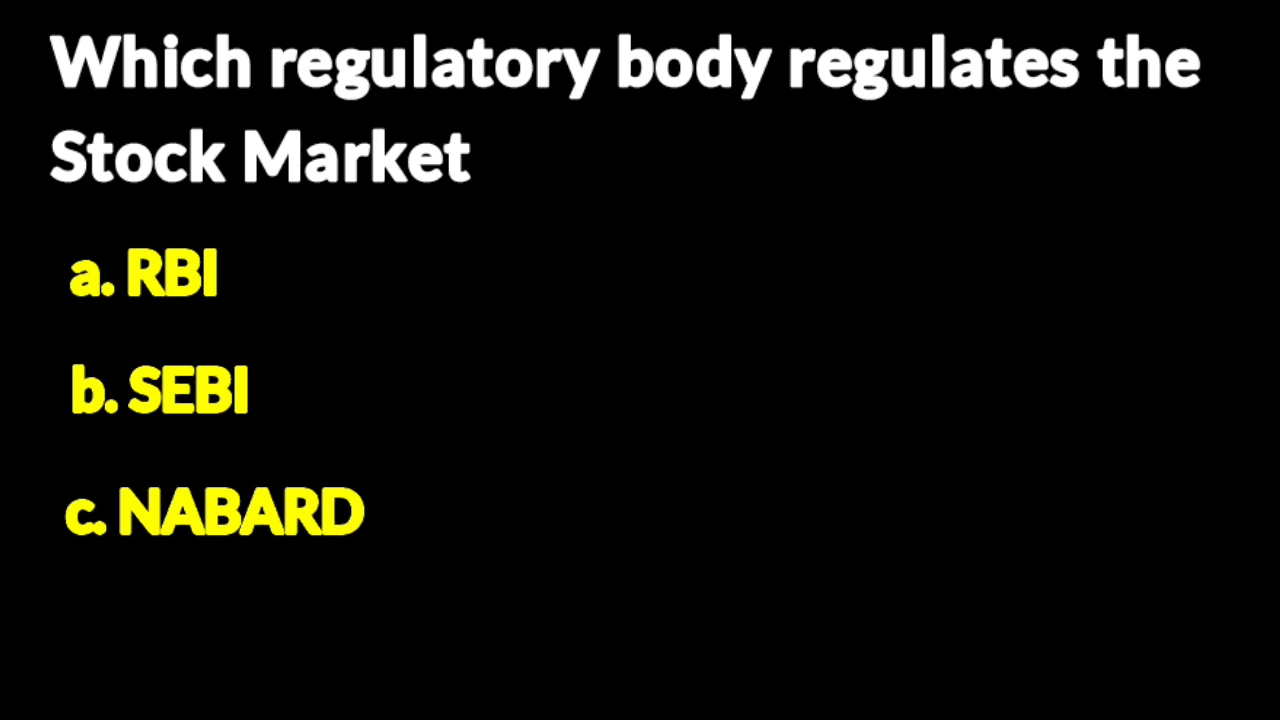 Which regulatory body regulates the
Stock Market
a. RBI
b. SEBI
c. NABARD